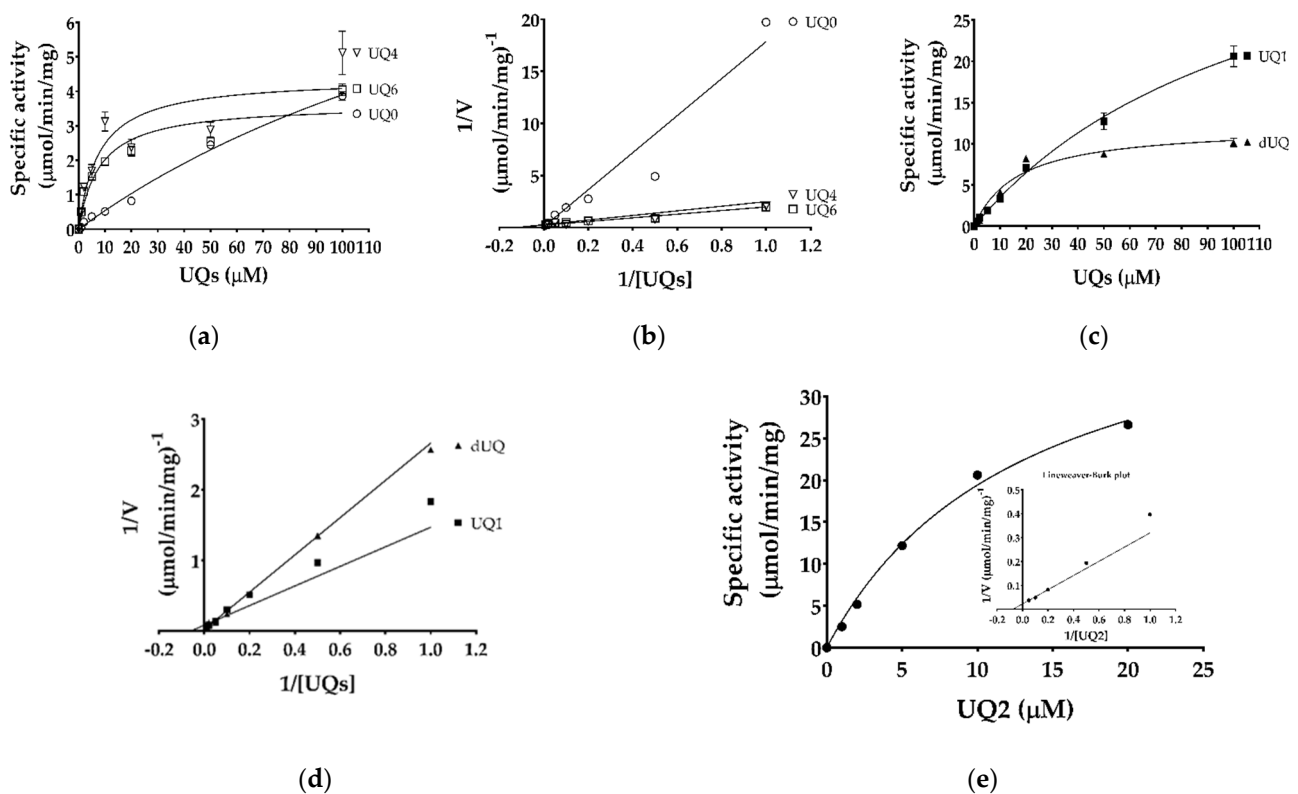 Specific activity
(µmol/min/mg)
6
5
4
3
2
1
0
0 10 20 30 40 50 60 70 80 90 100 110
UQs (µM)
UQ4
UQ6
UQ0
(a)
1/V
(µmol/min/mg)-1
20
15
10
5
-0.2 0.0 0.2 0.4 0.6 0.8 1.0 1.2
1/[UQs]
UQ0
UQ4
UQ6
(b)
Specific activity
(µmol/min/mg)
25
20
15
10
5
0
0 10 20 30 40 50 60 70 80 90 100 110
UQs (µM)
UQ1
dUQ
(c)
1/V
(µmol/min/mg)-1
3
2
1
-0.2 0.0 0.2 0.4 0.6 0.8 1.0 1.2
1/[UQs]
dUQ
UQ1
(d)
Specific activity
(µmol/min/mg)
30
25
20
15
10
5
0
0 5 10 15 20 25
UQ2 (µM)
Lineweaver-Burk plot
1/V (µmol/min/mg)-1
0.5
0.4
0.3
0.2
0.1
-0.2 0.0 0.2 0.4 0.6 0.8 1.0 1.2
1/[UQ2]
(e)